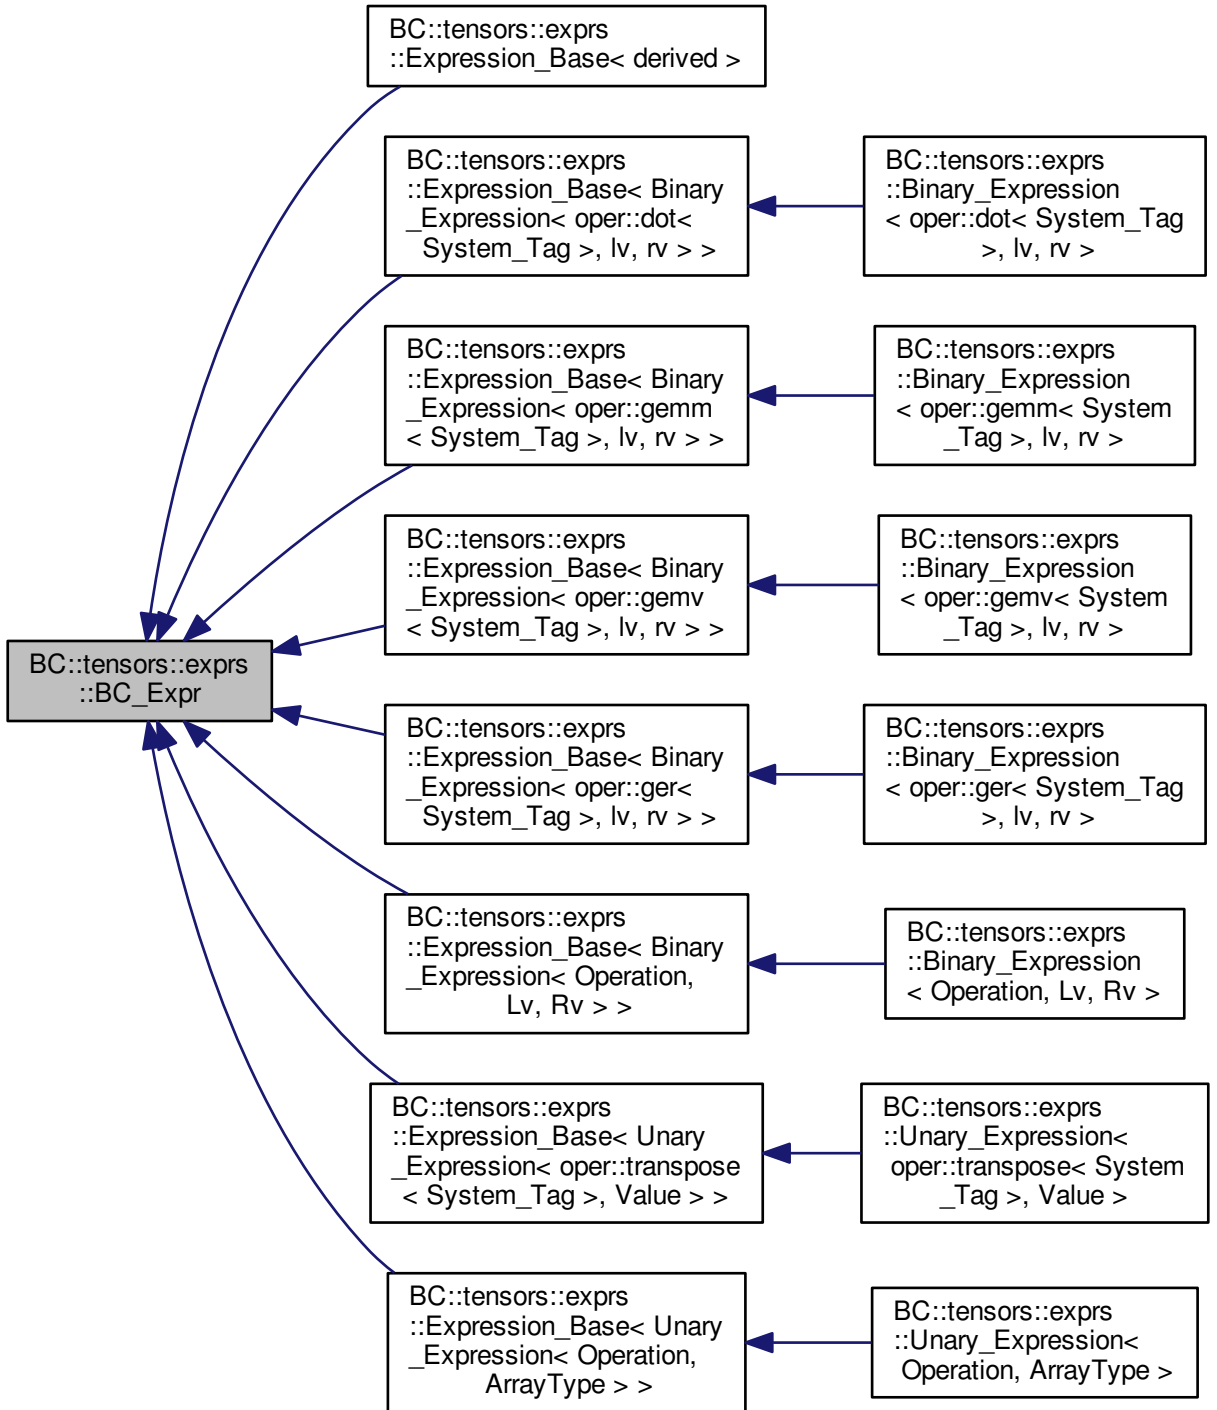 BC::tensors::exprs
::Expression_Base< derived >
BC::tensors::exprs
::Expression_Base< Binary
_Expression< oper::dot<
System_Tag >, lv, rv > >
BC::tensors::exprs
::Binary_Expression
< oper::dot< System_Tag
>, lv, rv >
BC::tensors::exprs
::Expression_Base< Binary
_Expression< oper::gemm
< System_Tag >, lv, rv > >
BC::tensors::exprs
::Binary_Expression
< oper::gemm< System
_Tag >, lv, rv >
BC::tensors::exprs
::Expression_Base< Binary
_Expression< oper::gemv
< System_Tag >, lv, rv > >
BC::tensors::exprs
::Binary_Expression
< oper::gemv< System
_Tag >, lv, rv >
BC::tensors::exprs
::BC_Expr
BC::tensors::exprs
::Expression_Base< Binary
_Expression< oper::ger<
System_Tag >, lv, rv > >
BC::tensors::exprs
::Binary_Expression
< oper::ger< System_Tag
>, lv, rv >
BC::tensors::exprs
::Expression_Base< Binary
_Expression< Operation,
Lv, Rv > >
BC::tensors::exprs
::Binary_Expression
< Operation, Lv, Rv >
BC::tensors::exprs
::Expression_Base< Unary
_Expression< oper::transpose
< System_Tag >, Value > >
BC::tensors::exprs
::Unary_Expression<
oper::transpose< System
_Tag >, Value >
BC::tensors::exprs
::Expression_Base< Unary
_Expression< Operation,
ArrayType > >
BC::tensors::exprs
::Unary_Expression<
Operation, ArrayType >